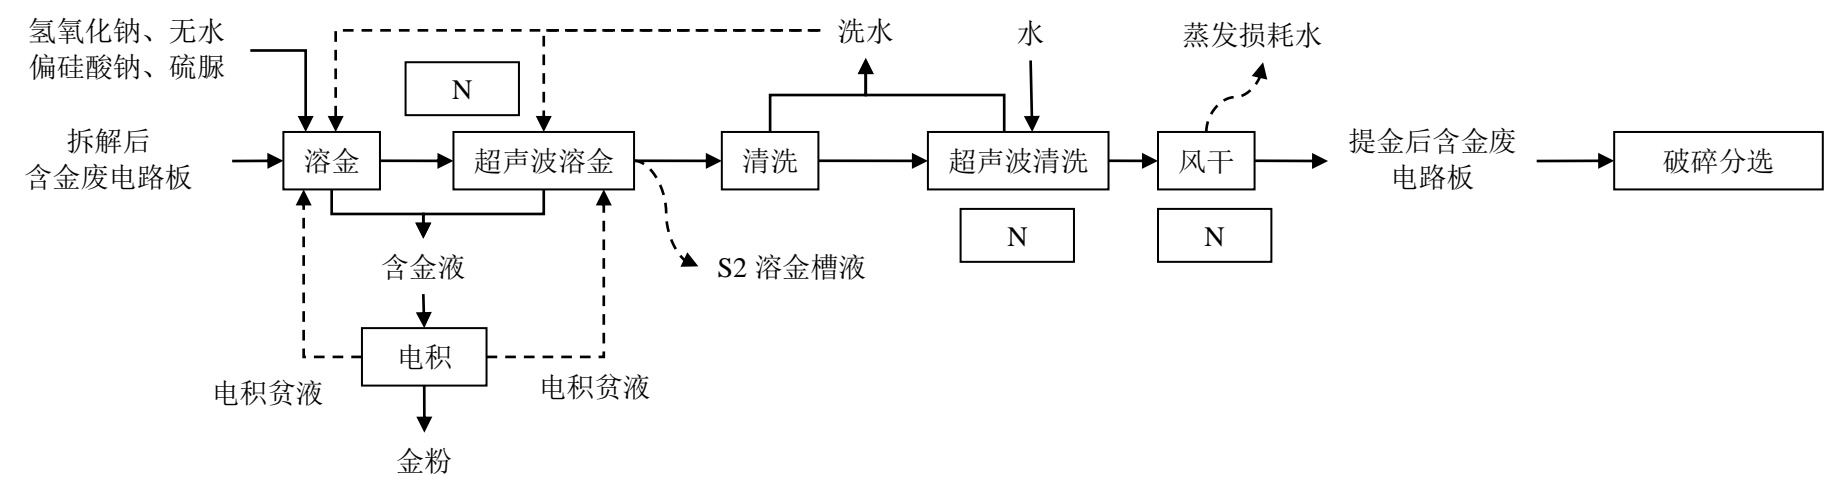 氢氧化钠、无水
偏硅酸钠、硫脲
洗水
水
蒸发损耗水
N
拆解后
含金废电路板
溶金
超声波溶金
清洗
超声波清洗
风干
提金后含金废
电路板
破碎分选
N
N
含金液
S2 溶金槽液
电积
电积贫液
电积贫液
金粉